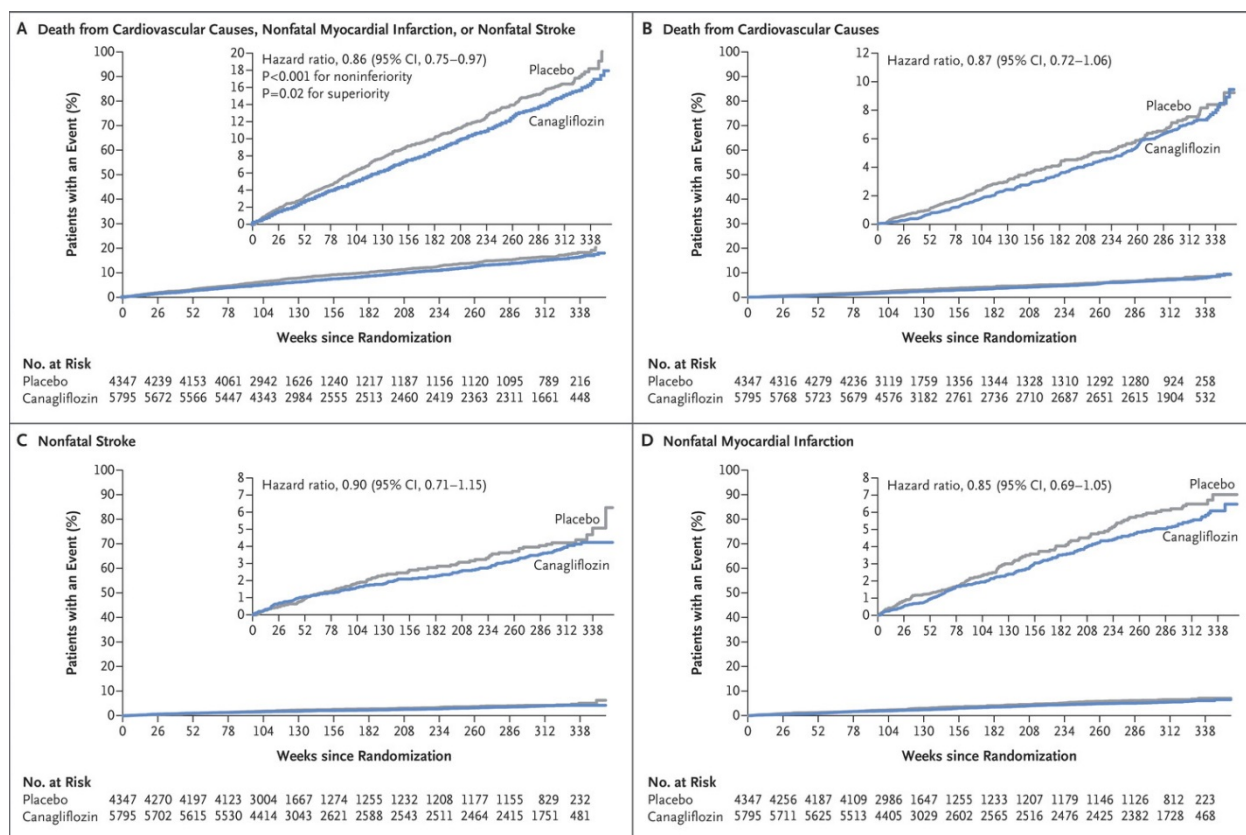 A Death from Cardiovascular Causes, Nonfatal Myocardial Infarction, or Nonfatal Stroke
Patients with an Event (%)
100
90
80
70
60
50
40
30
20
10
0
20
18
16
14
12
10
8
6
4
2
0
Hazard ratio, 0.86 (95% CI, 0.75–0.97)
P<0.001 for noninferiority
P=0.02 for superiority
Placebo
Canagliflozin
0 26 52 78 104 130 156 182 208 234 260 286 312 338
0 26 52 78 104 130 156 182 208 234 260 286 312 338
Weeks since Randomization
No. at Risk
Placebo 4347 4239 4153 4061 2942 1626 1240 1217 1187 1156 1120 1095 789 216
Canagliflozin 5795 5672 5566 5447 4343 2984 2555 2513 2460 2419 2363 2311 1661 448
B Death from Cardiovascular Causes
Patients with an Event (%)
100
90
80
70
60
50
40
30
20
10
0
12
10
8
6
4
2
0
Hazard ratio, 0.87 (95% CI, 0.72–1.06)
Placebo
Canagliflozin
0 26 52 78 104 130 156 182 208 234 260 286 312 338
0 26 52 78 104 130 156 182 208 234 260 286 312 338
Weeks since Randomization
No. at Risk
Placebo 4347 4316 4279 4236 3119 1759 1356 1344 1328 1310 1292 1280 924 258
Canagliflozin 5795 5768 5723 5679 4576 3182 2761 2736 2710 2687 2651 2615 1904 532
C Nonfatal Stroke
Patients with an Event (%)
100
90
80
70
60
50
40
30
20
10
0
8
7
6
5
4
3
2
1
0
Hazard ratio, 0.90 (95% CI, 0.71–1.15)
Placebo
Canagliflozin
0 26 52 78 104 130 156 182 208 234 260 286 312 338
0 26 52 78 104 130 156 182 208 234 260 286 312 338
Weeks since Randomization
No. at Risk
Placebo 4347 4270 4197 4123 3004 1667 1274 1255 1232 1208 1177 1155 829 232
Canagliflozin 5795 5702 5615 5530 4414 3043 2621 2588 2543 2511 2464 2415 1751 481
D Nonfatal Myocardial Infarction
Patients with an Event (%)
100
90
80
70
60
50
40
30
20
10
0
8
7
6
5
4
3
2
1
0
Hazard ratio, 0.85 (95% CI, 0.69–1.05)
Placebo
Canagliflozin
0 26 52 78 104 130 156 182 208 234 260 286 312 338
0 26 52 78 104 130 156 182 208 234 260 286 312 338
Weeks since Randomization
No. at Risk
Placebo 4347 4256 4187 4109 2986 1647 1255 1233 1207 1179 1146 1126 812 223
Canagliflozin 5795 5711 5625 5513 4405 3029 2602 2565 2516 2476 2425 2382 1728 468